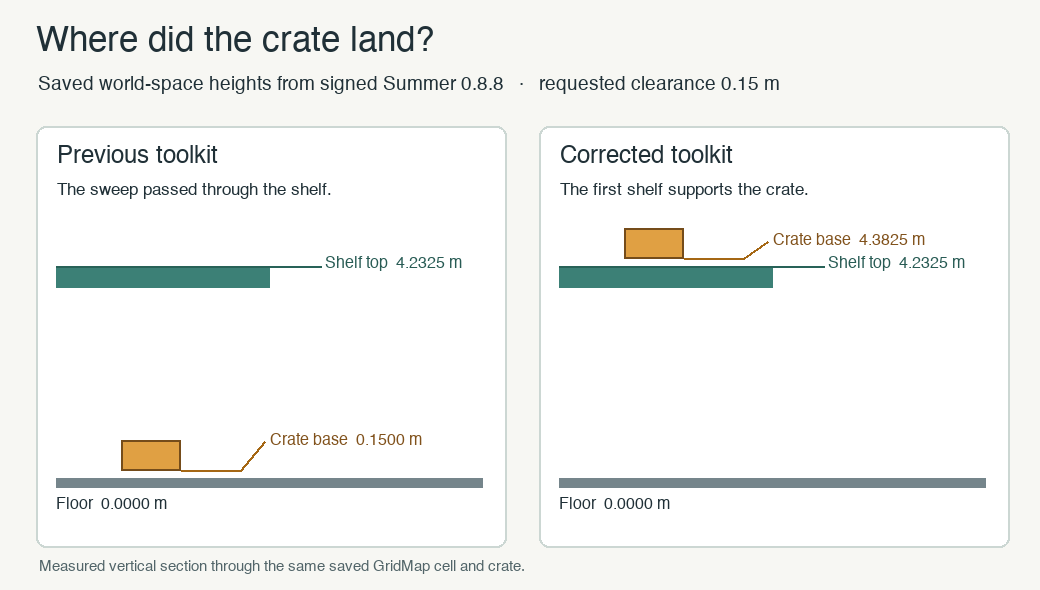 Where did the crate land?
Saved world-space heights from signed Summer 0.8.8 · requested clearance 0.15 m
Previous toolkit
The sweep passed through the shelf.
Shelf top 4.2325 m
Crate base 0.1500 m
Floor 0.0000 m
Corrected toolkit
The first shelf supports the crate.
Crate base 4.3825 m
Shelf top 4.2325 m
Floor 0.0000 m
Measured vertical section through the same saved GridMap cell and crate.